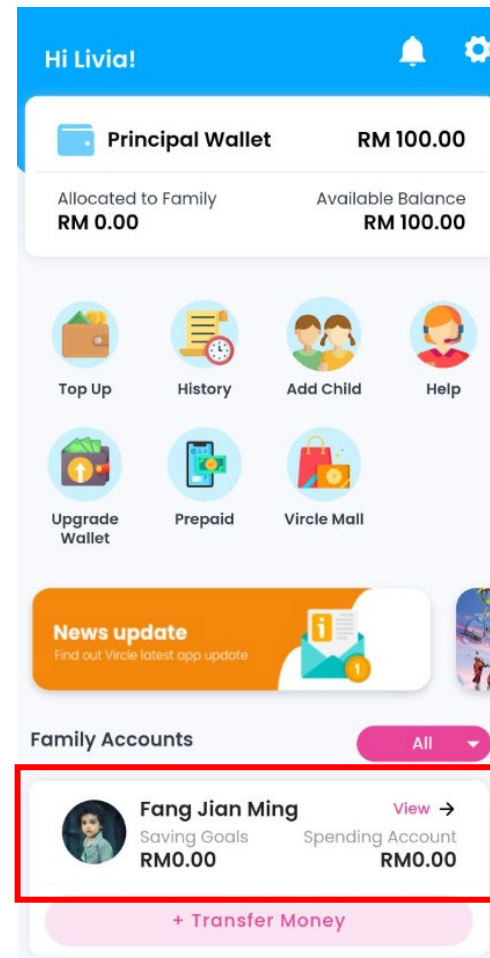 Hi Livia!
Principal Wallet RM 100.00
Allocated to Family Available Balance
RM 0.00 RM 100.00
Top Up History Add Child Help
Upgrade Prepaid Vircle Mall
Wallet
News update
Find out Vircle latest app update
1
Family Accounts All
Fang Jian Ming View →
Saving Goals Spending Account
RM0.00 RM0.00
+ Transfer Money